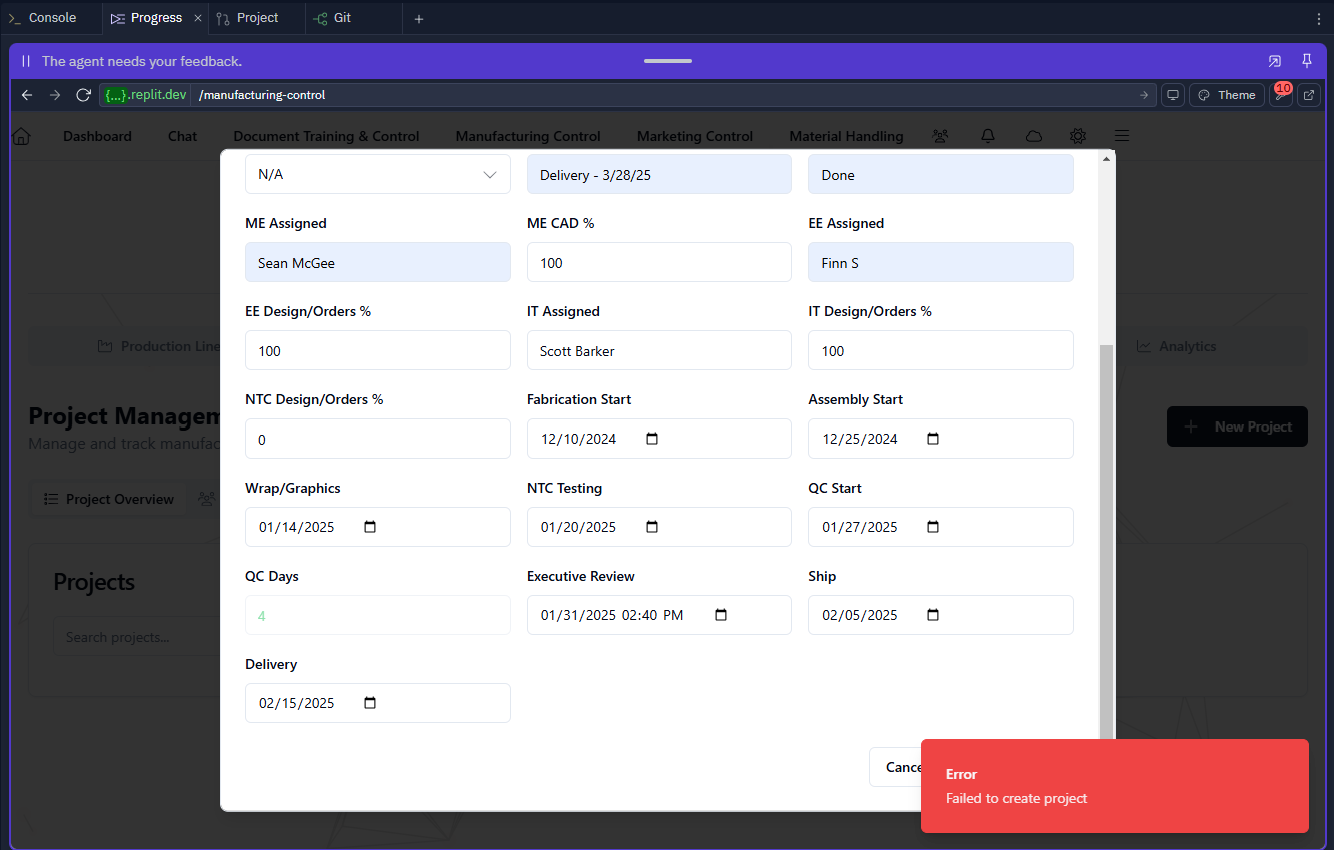 Console
Progress
Project
Git
The agent needs your feedback.
{...}.replit.dev /manufacturing-control
Theme
10
Dashboard
Chat
Document Training & Control
Manufacturing Control
Marketing Control
Material Handling
N/A
Delivery - 3/28/25
Done
ME Assigned
ME CAD %
EE Assigned
Sean McGee
100
Finn S
EE Design/Orders %
IT Assigned
IT Design/Orders %
100
Scott Barker
100
Production Line
Analytics
NTC Design/Orders %
Fabrication Start
Assembly Start
0
12/10/2024
12/25/2024
Project Managem
Manage and track manufac
New Project
Wrap/Graphics
NTC Testing
QC Start
01/14/2025
01/20/2025
01/27/2025
Project Overview
QC Days
Executive Review
Ship
4
01/31/2025 02:40 PM
02/05/2025
Projects
Search projects...
Delivery
02/15/2025
Cance
Error
Failed to create project